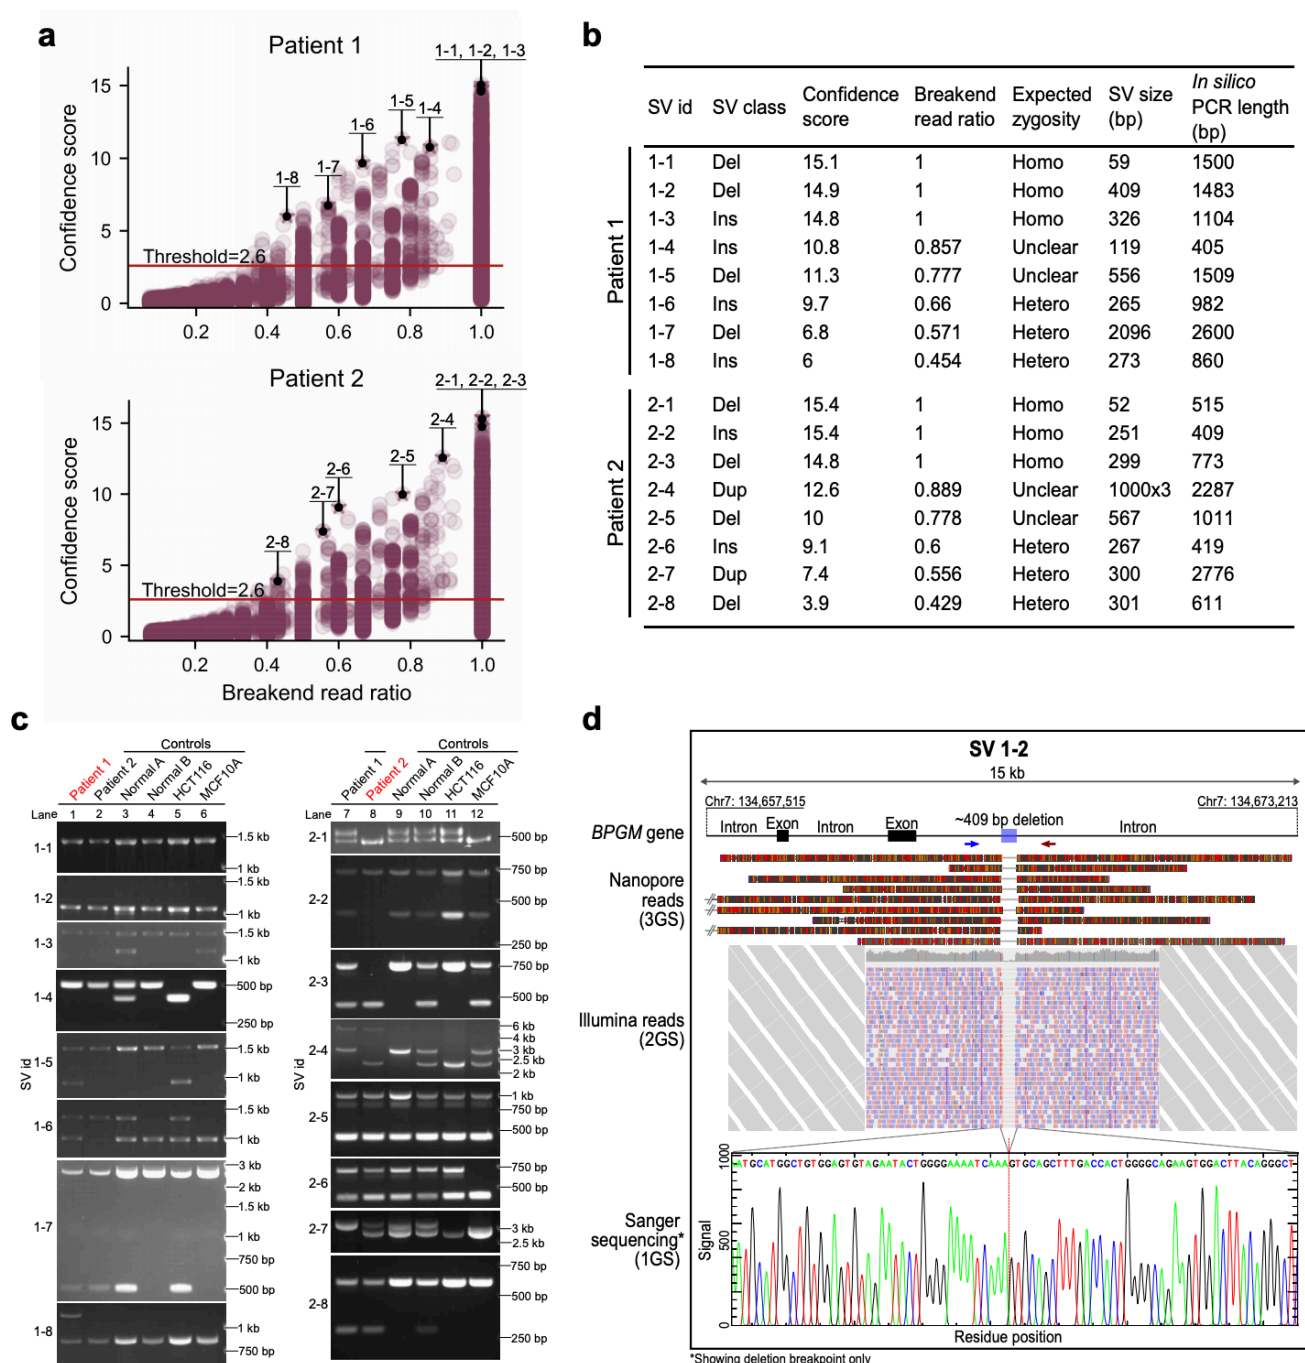 a
Patient 1
1-1, 1-2, 1-3
1-5
1-4
1-6
1-7
1-8
Threshold=2.6
Confidence score
15
10
5
0
0.2 0.4 0.6 0.8 1.0
Patient 2
2-1, 2-2, 2-3
2-4
2-5
2-6
2-7
2-8
Threshold=2.6
Confidence score
15
10
5
0
0.2 0.4 0.6 0.8 1.0
Breakend read ratio
b
SV id SV class Confidence score Breakend read ratio Expected zygosity SV size (bp) In silico PCR length (bp)
Patient 1
1-1 Del 15.1 1 Homo 59 1500
1-2 Del 14.9 1 Homo 409 1483
1-3 Ins 14.8 1 Homo 326 1104
1-4 Ins 10.8 0.857 Unclear 119 405
1-5 Del 11.3 0.777 Unclear 556 1509
1-6 Ins 9.7 0.66 Hetero 265 982
1-7 Del 6.8 0.571 Hetero 2096 2600
1-8 Ins 6 0.454 Hetero 273 860
Patient 2
2-1 Del 15.4 1 Homo 52 515
2-2 Ins 15.4 1 Homo 251 409
2-3 Del 14.8 1 Homo 299 773
2-4 Dup 12.6 0.889 Unclear 1000x3 2287
2-5 Del 10 0.778 Unclear 567 1011
2-6 Ins 9.1 0.6 Hetero 267 419
2-7 Dup 7.4 0.556 Hetero 300 2776
2-8 Del 3.9 0.429 Hetero 301 611
c
Controls
Patient 1 Patient 2 Normal A Normal B HCT116 MCF10A
Lane 1 2 3 4 5 6
SV id
1-1
1.5 kb
1 kb
1-2
1.5 kb
1 kb
1-3
1.5 kb
1 kb
1-4
500 bp
250 bp
1-5
1.5 kb
1 kb
1-6
1.5 kb
1 kb
1-7
3 kb
2 kb
1.5 kb
1 kb
750 bp
500 bp
1-8
1 kb
750 bp
Controls
Patient 1 Patient 2 Normal A Normal B HCT116 MCF10A
7 8 9 10 11 12
SV id
2-1
500 bp
2-2
750 bp
500 bp
250 bp
2-3
750 bp
500 bp
2-4
6 kb
4 kb
3 kb
2.5 kb
2 kb
2-5
1 kb
750 bp
500 bp
2-6
750 bp
500 bp
2-7
3 kb
2.5 kb
2-8
750 bp
500 bp
250 bp
d
SV 1-2
15 kb
Chr7: 134,657,515
Chr7: 134,673,213
BPGM gene
Intron Exon Intron Exon ~409 bp deletion Intron
Nanopore
reads
(3GS)
Illumina reads
(2GS)
Sanger
sequencing*
(1GS)
Signal
1000
500
0
ATGCATGGCTGTGGAGTGTAGAATACTGGGGAAAATCAAAGTGCAGCTTTGACCACTGGGGCAGAAGTGGACTTACAGGGCT
Residue position
*Showing deletion breakpoint only